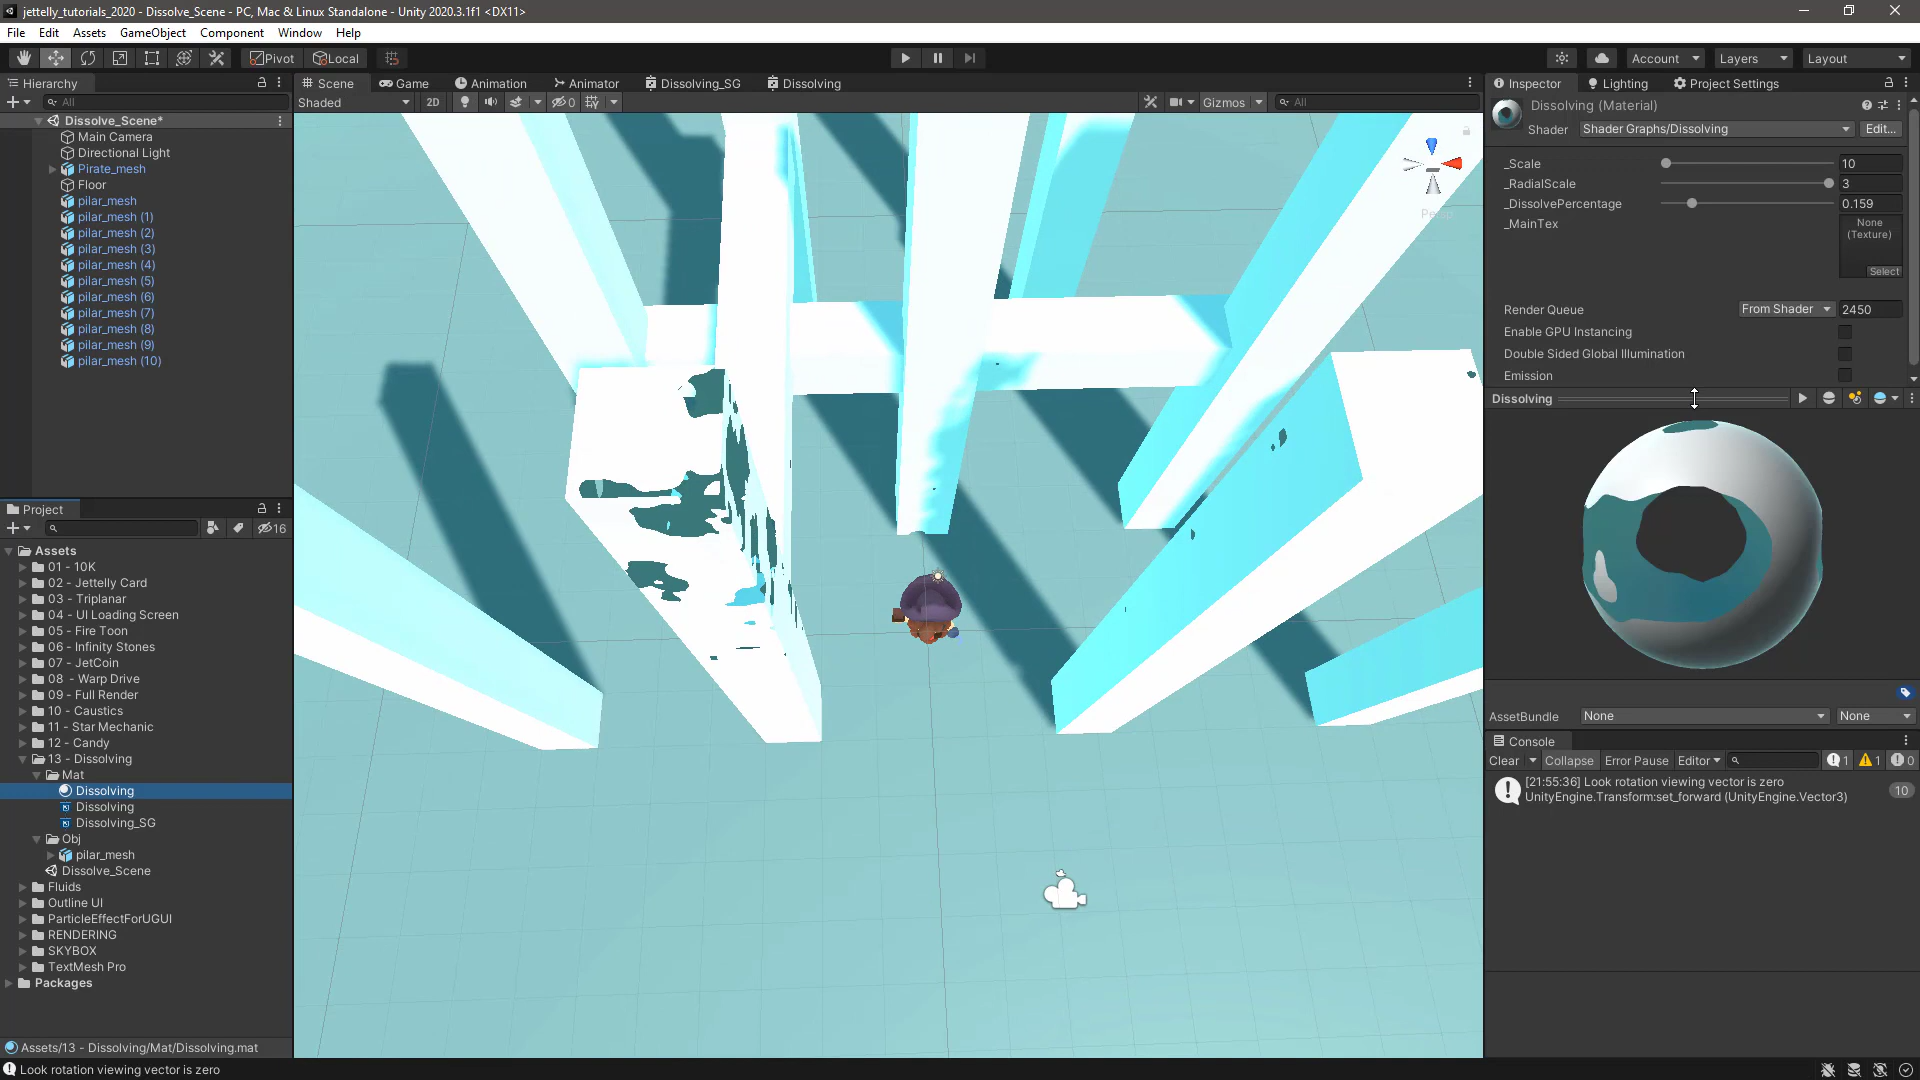 jettelly_tutorials_2020 - Dissolve_Scene - PC, Mac & Linux Standalone - Unity 2020.3.1f1 <DX11>
File Edit Assets GameObject Component Window Help
Pivot Local Account Layers Layout
Hierarchy
All
Dissolve_Scene*
Main Camera
Directional Light
Pirate_mesh
Floor
pilar_mesh
pilar_mesh (1)
pilar_mesh (2)
pilar_mesh (3)
pilar_mesh (4)
pilar_mesh (5)
pilar_mesh (6)
pilar_mesh (7)
pilar_mesh (8)
pilar_mesh (9)
pilar_mesh (10)
Project
16
Assets
01 - 10K
02 - Jettelly Card
03 - Triplanar
04 - UI Loading Screen
05 - Fire Toon
06 - Infinity Stones
07 - JetCoin
08 - Warp Drive
09 - Full Render
10 - Caustics
11 - Star Mechanic
12 - Candy
13 - Dissolving
Mat
Dissolving
Dissolving
Dissolving_SG
Obj
pilar_mesh
Dissolve_Scene
Fluids
Outline UI
ParticleEffectForUGUI
RENDERING
SKYBOX
TextMesh Pro
Packages
Assets/13 - Dissolving/Mat/Dissolving.mat
Look rotation viewing vector is zero
Scene Game Animation Animator Dissolving_SG Dissolving
Shaded 2D 0 Gizmos All
Persp
Inspector Lighting Project Settings
Dissolving (Material)
Shader Shader Graphs/Dissolving Edit...
_Scale 10
_RadialScale 3
_DissolvePercentage 0.159
_MainTex
None
(Texture)
Select
Render Queue From Shader 2450
Enable GPU Instancing
Double Sided Global Illumination
Emission
Dissolving
AssetBundle None None
Console
Clear Collapse Error Pause Editor 1 1 0
[21:55:36] Look rotation viewing vector is zero
UnityEngine.Transform:set_forward (UnityEngine.Vector3)
10